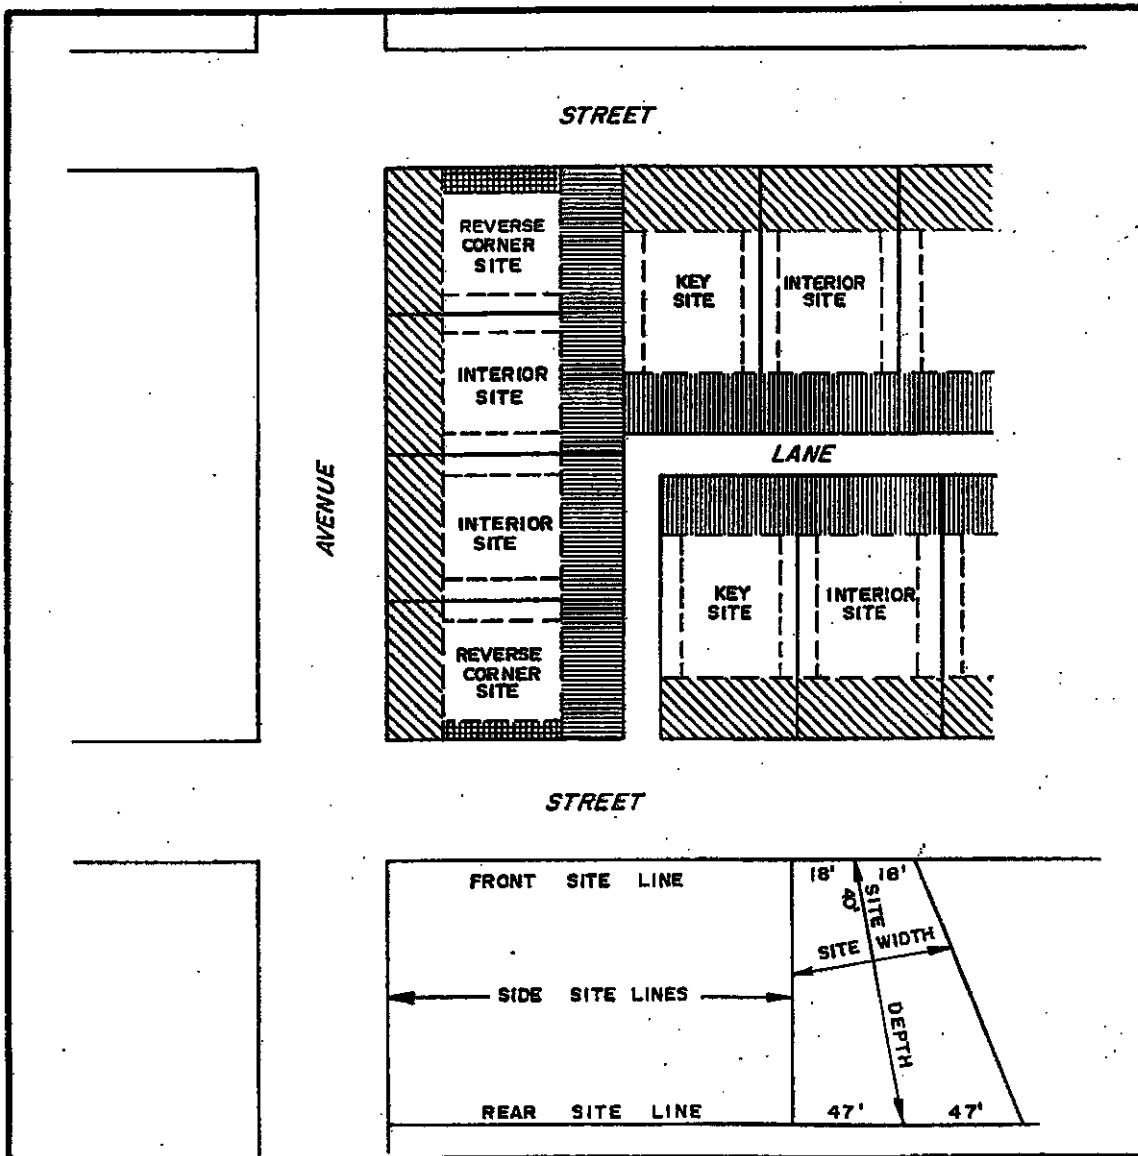 STREET
REVERSE
CORNER
SITE
KEY
SITE
INTERIOR
SITE
INTERIOR
SITE
LANE
AVENUE
INTERIOR
SITE
KEY
SITE
INTERIOR
SITE
REVERSE
CORNER
SITE
STREET
FRONT SITE LINE
18' 18'
40'
SITE DEPTH
SITE WIDTH
SIDE SITE LINES
REAR SITE LINE
47' 47'